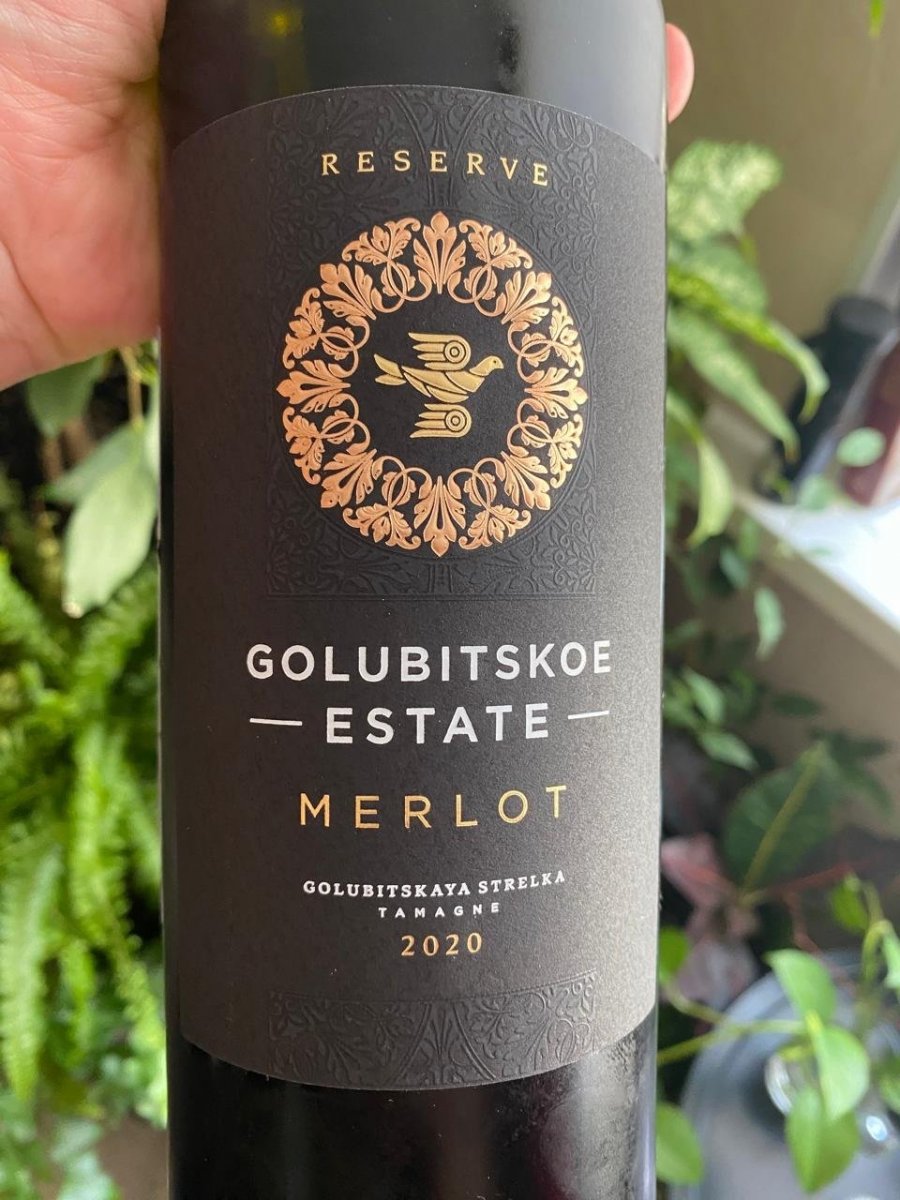 RESERVE
GOLUBITSKOE
ESTATE
MERLOT
GOLUBITSKAYA STRELKA
TAMAGNE
2020